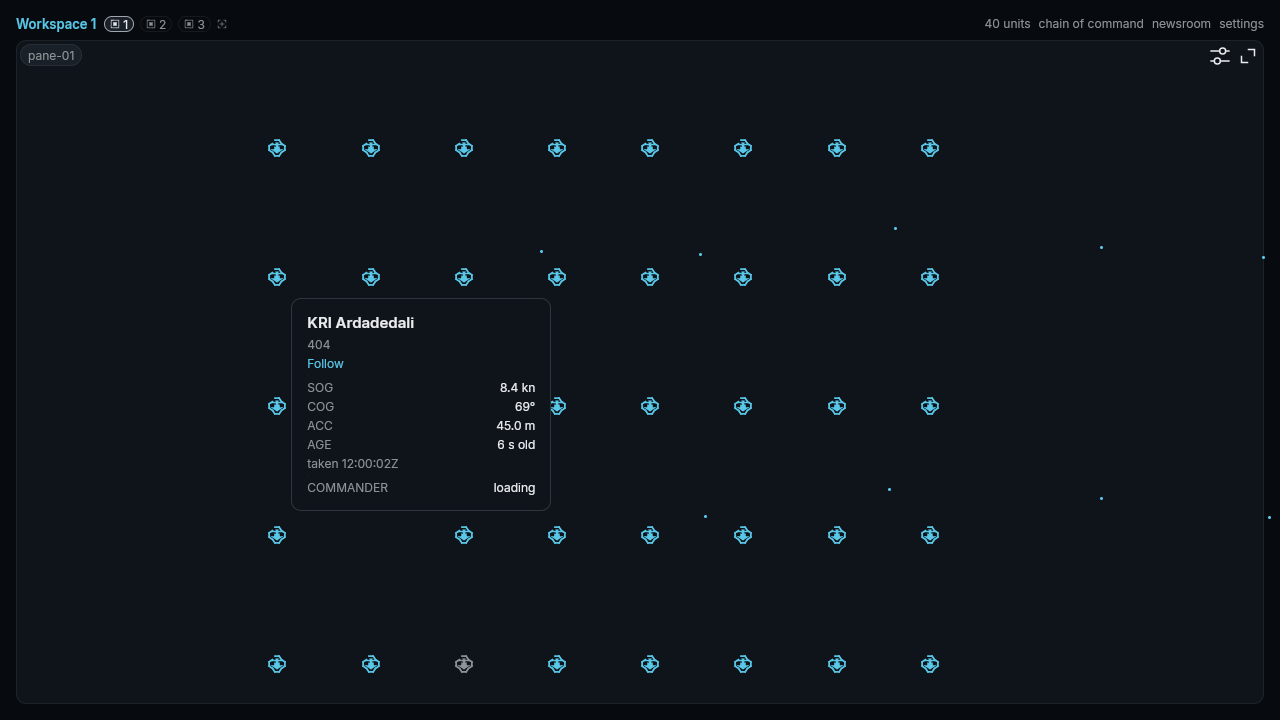 Workspace 1 1 2 3 40 units chain of command newsroom settings
pane-01
KRI Ardadedali
404
Follow
SOG 8.4 kn
COG 69°
ACC 45.0 m
AGE 6 s old
taken 12:00:02Z
COMMANDER loading